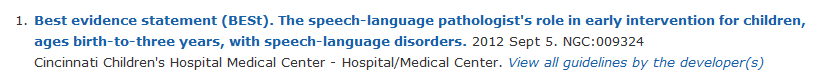 1. Best evidence statement (BESt). The speech-language pathologist's role in early intervention for children,
ages birth-to-three years, with speech-language disorders. 2012 Sept 5. NGC:009324
Cincinnati Children's Hospital Medical Center - Hospital/Medical Center. View all guidelines by the developer(s)